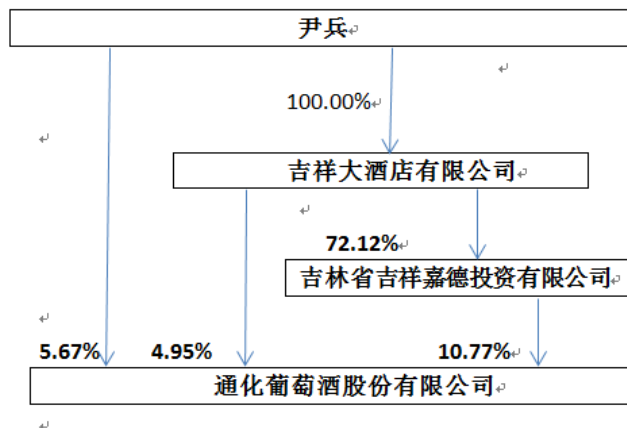 尹兵
100.00%
吉祥大酒店有限公司
72.12%
吉林省吉祥嘉德投资有限公司
5.67% 4.95% 10.77%
通化葡萄酒股份有限公司